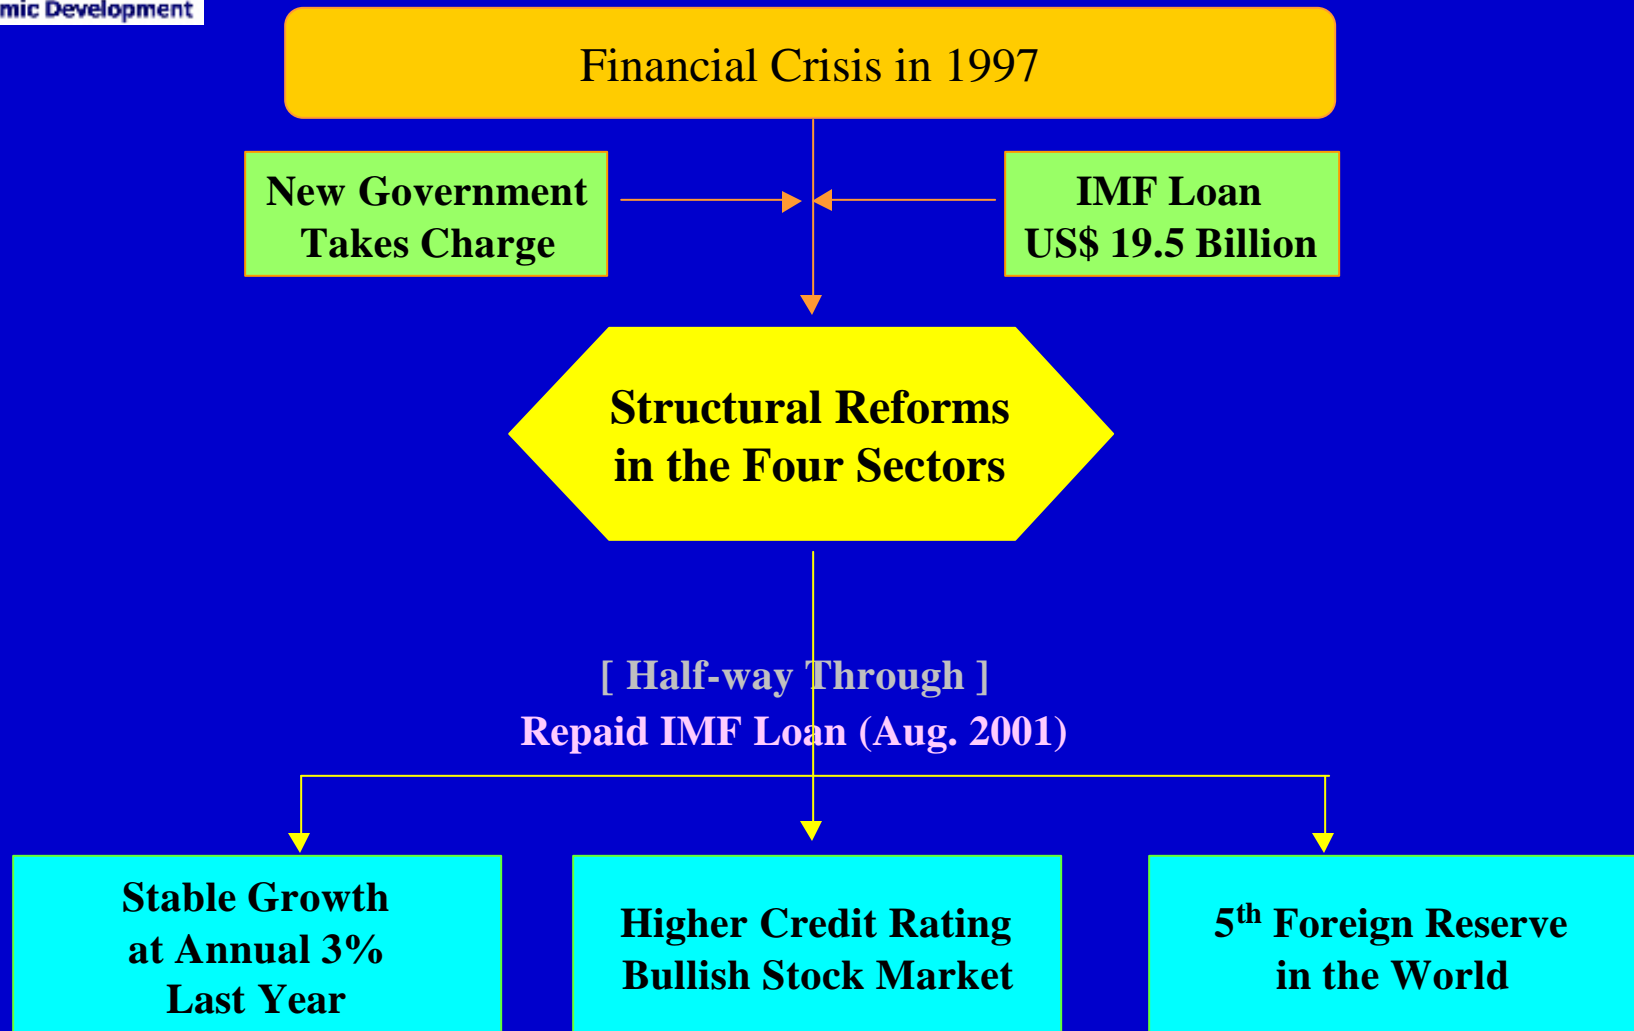 mic Development
Financial Crisis in 1997
New Government
Takes Charge
IMF Loan
US$ 19.5 Billion
Structural Reforms
in the Four Sectors
[ Half-way Through ]
Repaid IMF Loan (Aug. 2001)
Stable Growth
at Annual 3%
Last Year
Higher Credit Rating
Bullish Stock Market
5th Foreign Reserve
in the World